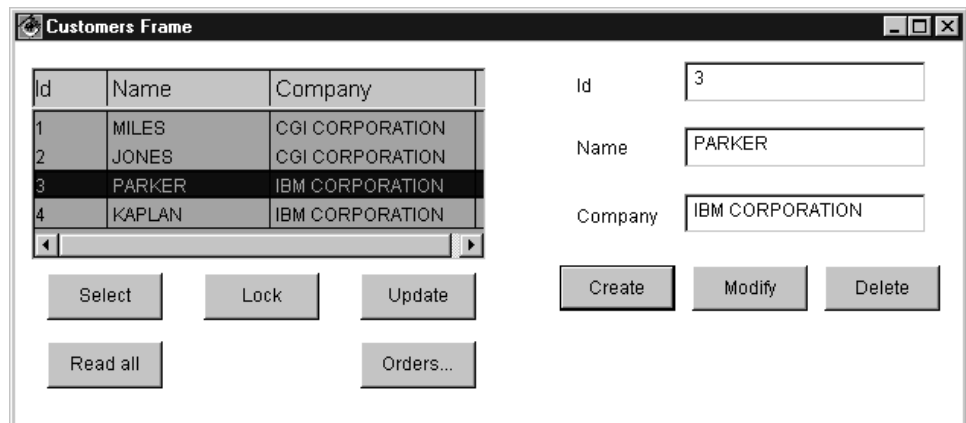 Customers Frame
Id Name Company
1 MILES CGI CORPORATION
2 JONES CGI CORPORATION
3 PARKER IBM CORPORATION
4 KAPLAN IBM CORPORATION
Select Lock Update
Read all Orders...
Id 3
Name PARKER
Company IBM CORPORATION
Create Modify Delete